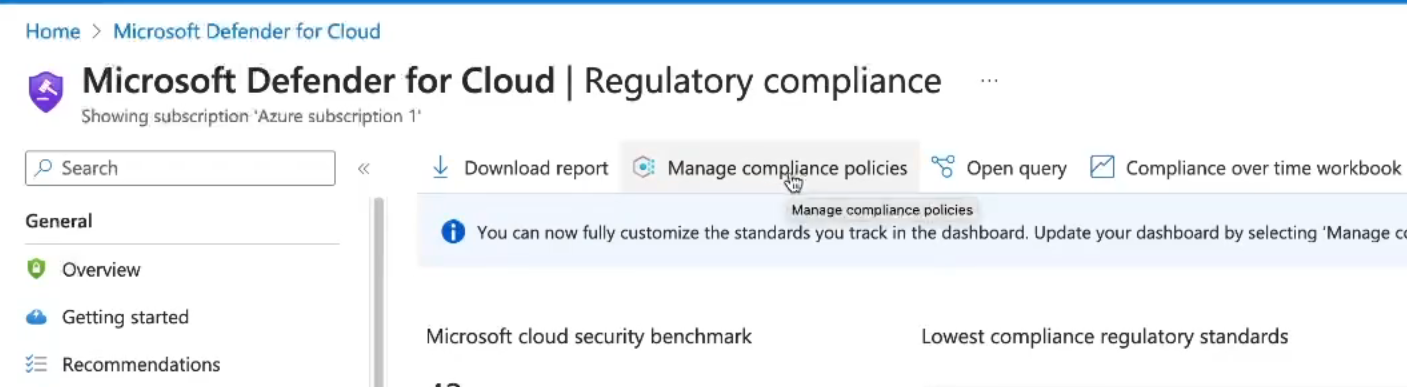 Home > Microsoft Defender for Cloud
Microsoft Defender for Cloud | Regulatory compliance ...
Showing subscription 'Azure subscription 1'
Search «
Download report Manage compliance policies Open query Compliance over time workbook
Manage compliance policies
General
You can now fully customize the standards you track in the dashboard. Update your dashboard by selecting 'Manage
Overview
Getting started
Microsoft cloud security benchmark Lowest compliance regulatory standards
Recommendations